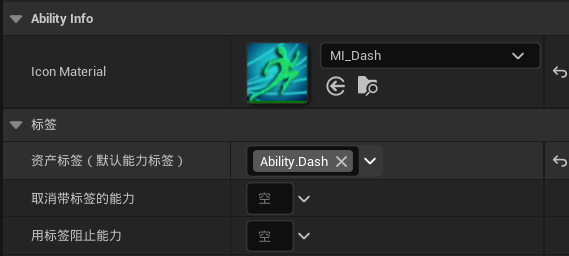 Ability Info
Icon Material
MI_Dash
标签
资产标签（默认能力标签）
Ability.Dash
取消带标签的能力
空
用标签阻止能力
空